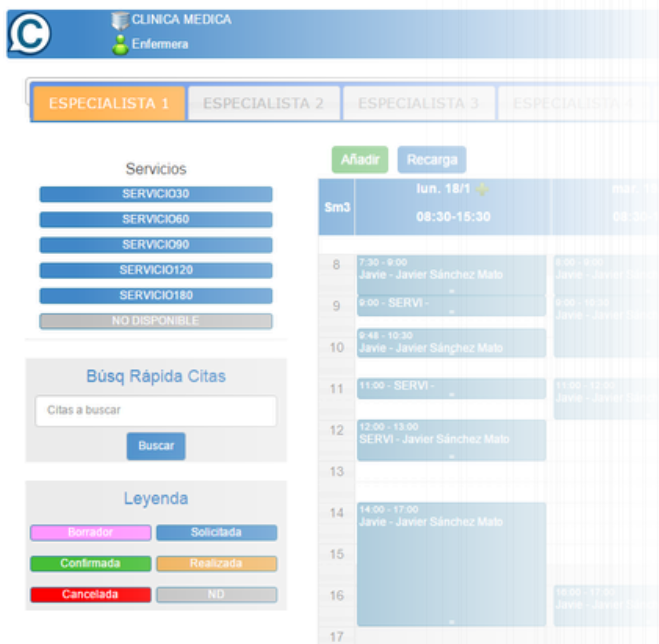 C
CLINICA MEDICA
Enfermera
ESPECIALISTA 1
ESPECIALISTA 2
ESPECIALISTA 3
ESPECIALISTA 4
Servicios
SERVICIO30
SERVICIO60
SERVICIO90
SERVICIO120
SERVICIO180
NO DISPONIBLE
Búsq Rápida Citas
Citas a buscar
Buscar
Leyenda
Borrador Solicitada
Confirmada Realizada
Cancelada ND
Añadir Recarga
Sm3
lun. 18/1
08:30-15:30
mar.
8
7:30 - 9:00
Javie - Javier Sánchez Mato
9
9:00 - SERVI -
9:48 - 10:30
10
Javie - Javier Sánchez Mato
11
11:00 - SERVI -
12
12:00 - 13:00
SERVI - Javier Sánchez Mato
13
14
14:00 - 17:00
Javie - Javier Sánchez Mato
15
16
17